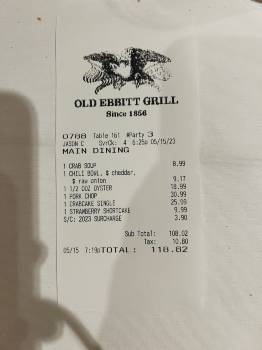 OLD EBBITT GRILL
Since 1856
0788 Table 161 #Party 3
JASON C SvrCk: 4 6:25p 05/15/23
MAIN DINING
1 CRAB SOUP 8.99
1 CHILI BOWL, $ cheddar,
$ raw onion 9.17
1 1/2 DOZ OYSTER 18.99
1 PORK CHOP 30.99
1 CRABCAKE SINGLE 25.99
1 STRAWBERRY SHORTCAKE 9.99
S/C: 2023 SURCHARGE 3.90
Sub Total: 108.02
Tax: 10.80
05/15 7:19p TOTAL: 118.82